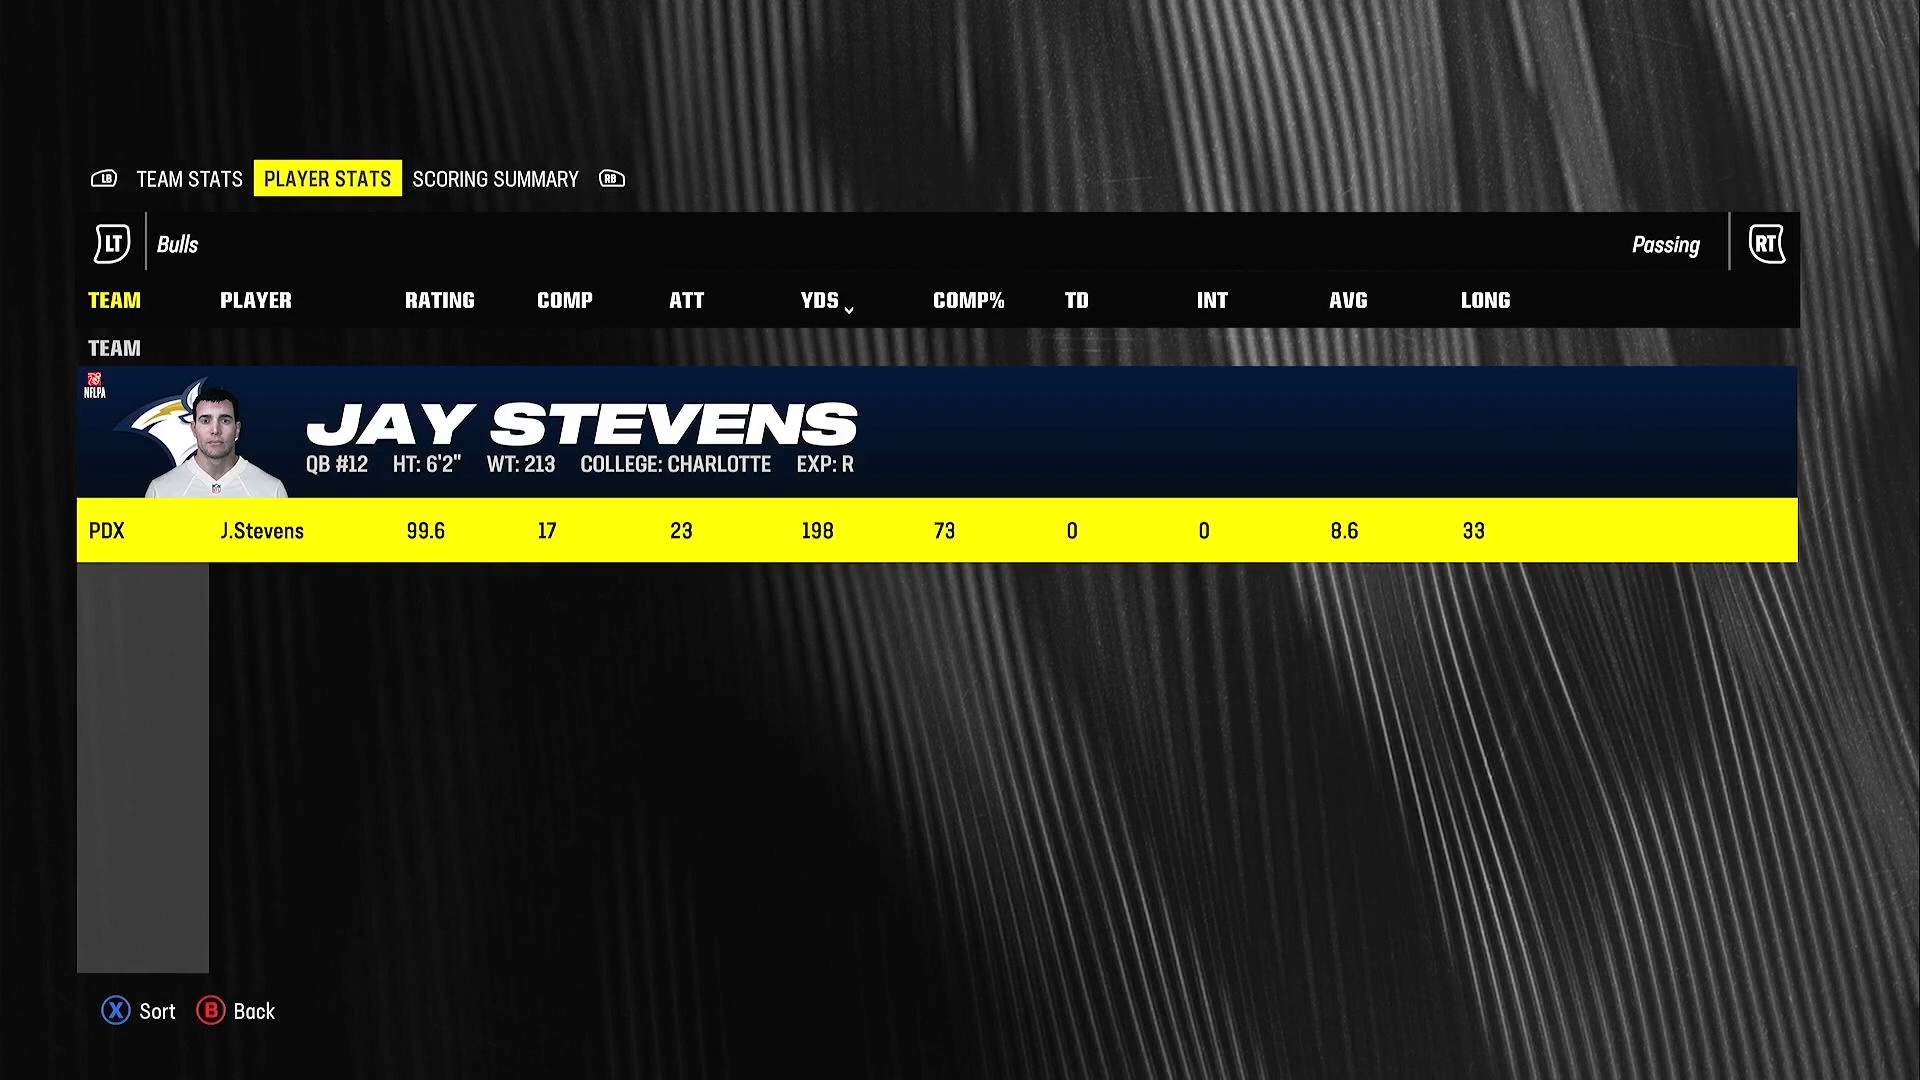 LB TEAM STATS PLAYER STATS SCORING SUMMARY RB
LT Bulls Passing RT
TEAM PLAYER RATING COMP ATT YDS COMP% TD INT AVG LONG
TEAM
NFLPA
JAY STEVENS
QB #12 HT: 6'2" WT: 213 COLLEGE: CHARLOTTE EXP: R
PDX J.Stevens 99.6 17 23 198 73 0 0 8.6 33
X Sort B Back